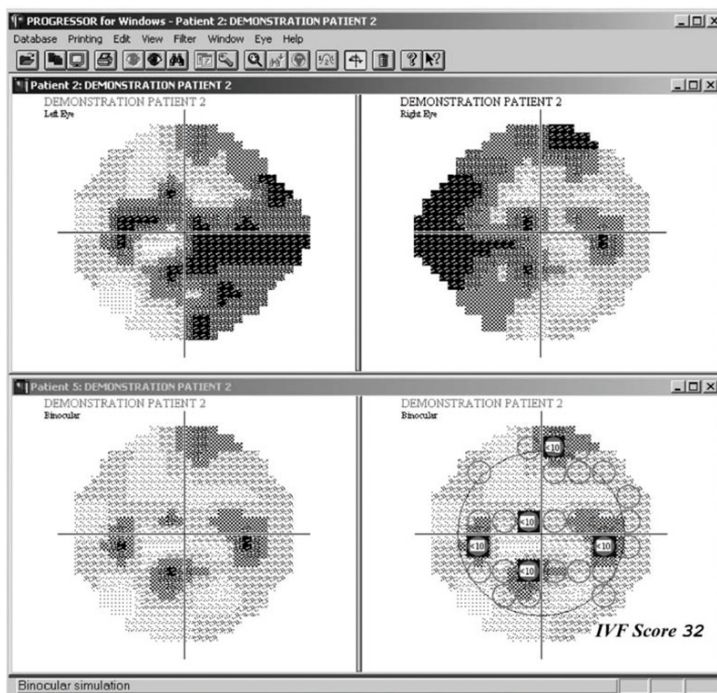 PROGRESSOR for Windows - Patient 2: DEMONSTRATION PATIENT 2
Database Printing Edit View Filter Window Eye Help
Patient 2: DEMONSTRATION PATIENT 2
DEMONSTRATION PATIENT 2
Left Eye
DEMONSTRATION PATIENT 2
Right Eye
Patient 5: DEMONSTRATION PATIENT 2
DEMONSTRATION PATIENT 2
Binocular
DEMONSTRATION PATIENT 2
Binocular
<10
<10
<10
<10
<10
IVF Score 32
Binocular simulation